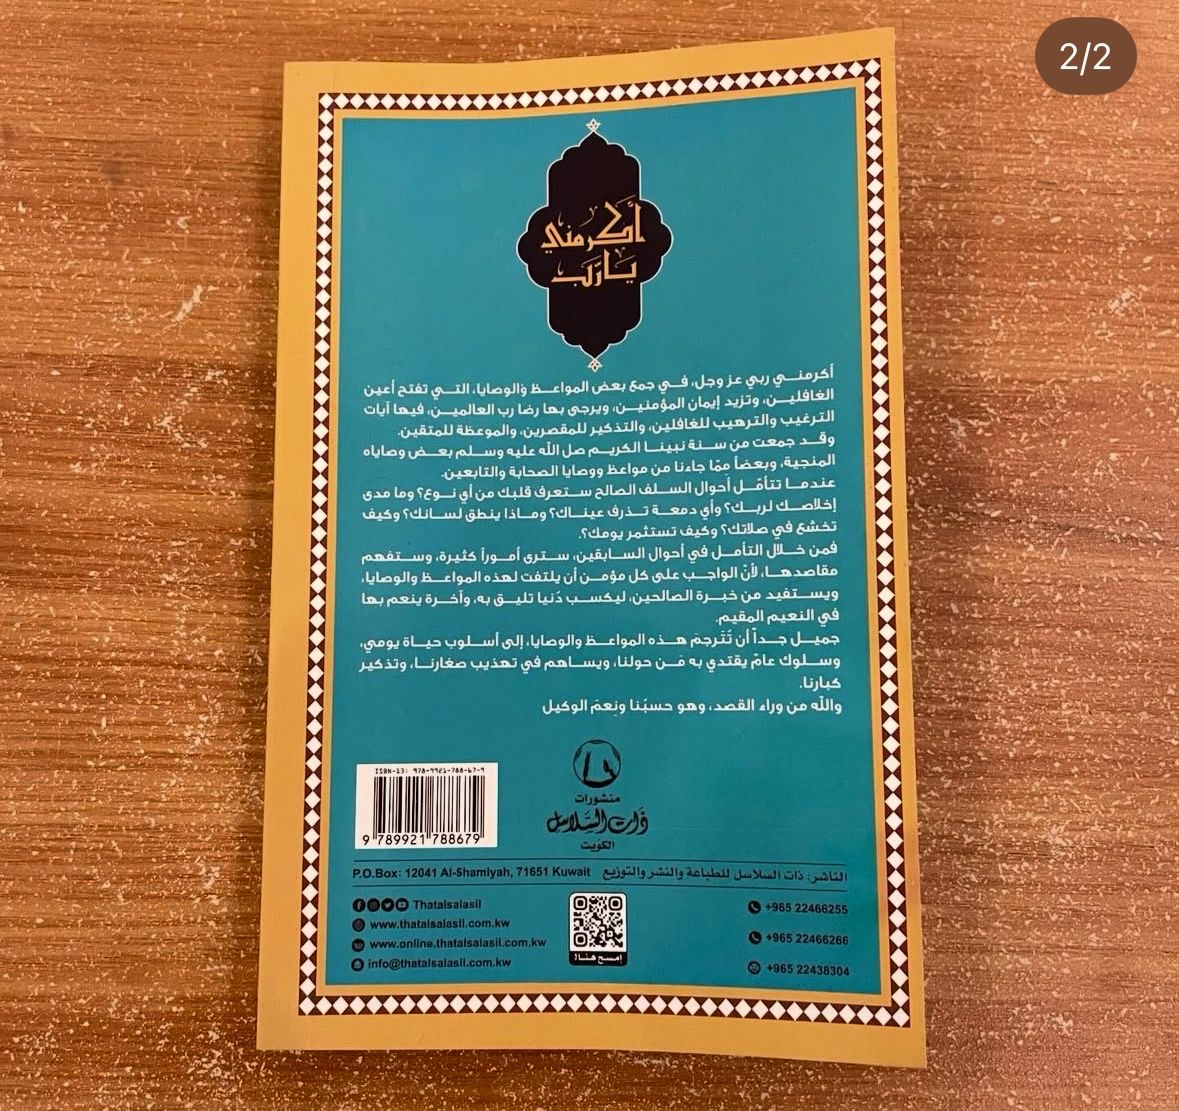 2/2
أكرمني
يا رب
أكرمني ربي عز وجل، في جمع بعض المواعظ والوصايا، التي تفتح أعين
الغافلين، وتزيد إيمان المؤمنين، ويرجى بها رضا رب العالمين، فيها آيات
الترغيب والترهيب للغافلين، والتذكير للمقصرين، والموعظة للمتقين.
وقد جمعت من سنة نبينا الكريم صل الله عليه وسلم بعض وصاياه
المنجية، وبعضاً مِمّا جاءنا من مواعظ ووصايا الصحابة والتابعين.
عندما تتأمّل أحوال السلف الصالح ستعرف قلبك من أي نوع؟ وما مدى
إخلاصك لربك؟ وأي دمعة تذرف عيناك؟ وماذا ينطق لسانك؟ وكيف
تخشع في صلاتك؟ وكيف تستثمر يومك؟.
فمن خلال التأمل في أحوال السابقين، سترى أموراً كثيرة، وستفهم
مقاصدها، لأنّ الواجب على كل مؤمن أن يلتفت لهذه المواعظ والوصايا،
ويستفيد من خبرة الصالحين، ليكسب دُنيا تليق به، وآخرة ينعم بها
في النعيم المقيم.
جميل جداً أن تُتَرجمَ هذه المواعظ والوصايا، إلى أسلوب حياة يومي،
وسلوك عامّ يقتدي به مَن حولنا، ويساهم في تهذيب صغارنا، وتذكير
كبارنا.
والله من وراء القصد، وهو حسبُنا ونِعمَ الوكيل
ISBN-13: 978-9921-788-67-9
9 789921 788679
منشورات
ذات السلاسل
الكويت
الناشر: ذات السلاسل للطباعة والنشر والتوزيع P.O.Box: 12041 Al-Shamiyah, 71651 Kuwait
Thatalsalasil
www.thatalsalasil.com.kw
www.online.thatalsalasil.com.kw
info@thatalsalasil.com.kw
إمسح هنا!
+965 22466255
+965 22466266
+965 22438304